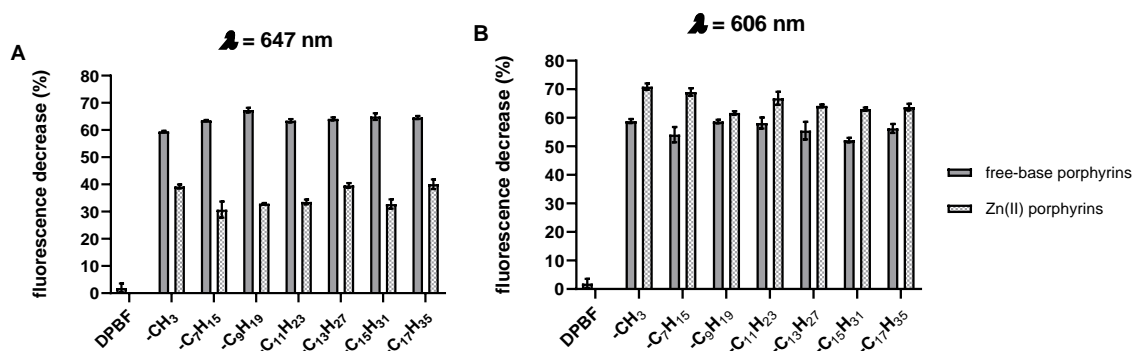 A
𝝀 = 647 nm
fluorescence decrease (%)
80
70
60
50
40
30
20
10
0
DPBF
-CH₃
-C₇H₁₅
-C₉H₁₉
-C₁₁H₂₃
-C₁₃H₂₇
-C₁₅H₃₁
-C₁₇H₃₅
B
𝝀 = 606 nm
fluorescence decrease (%)
80
70
60
50
40
30
20
10
0
DPBF
-CH₃
-C₇H₁₅
-C₉H₁₉
-C₁₁H₂₃
-C₁₃H₂₇
-C₁₅H₃₁
-C₁₇H₃₅
free-base porphyrins
Zn(II) porphyrins